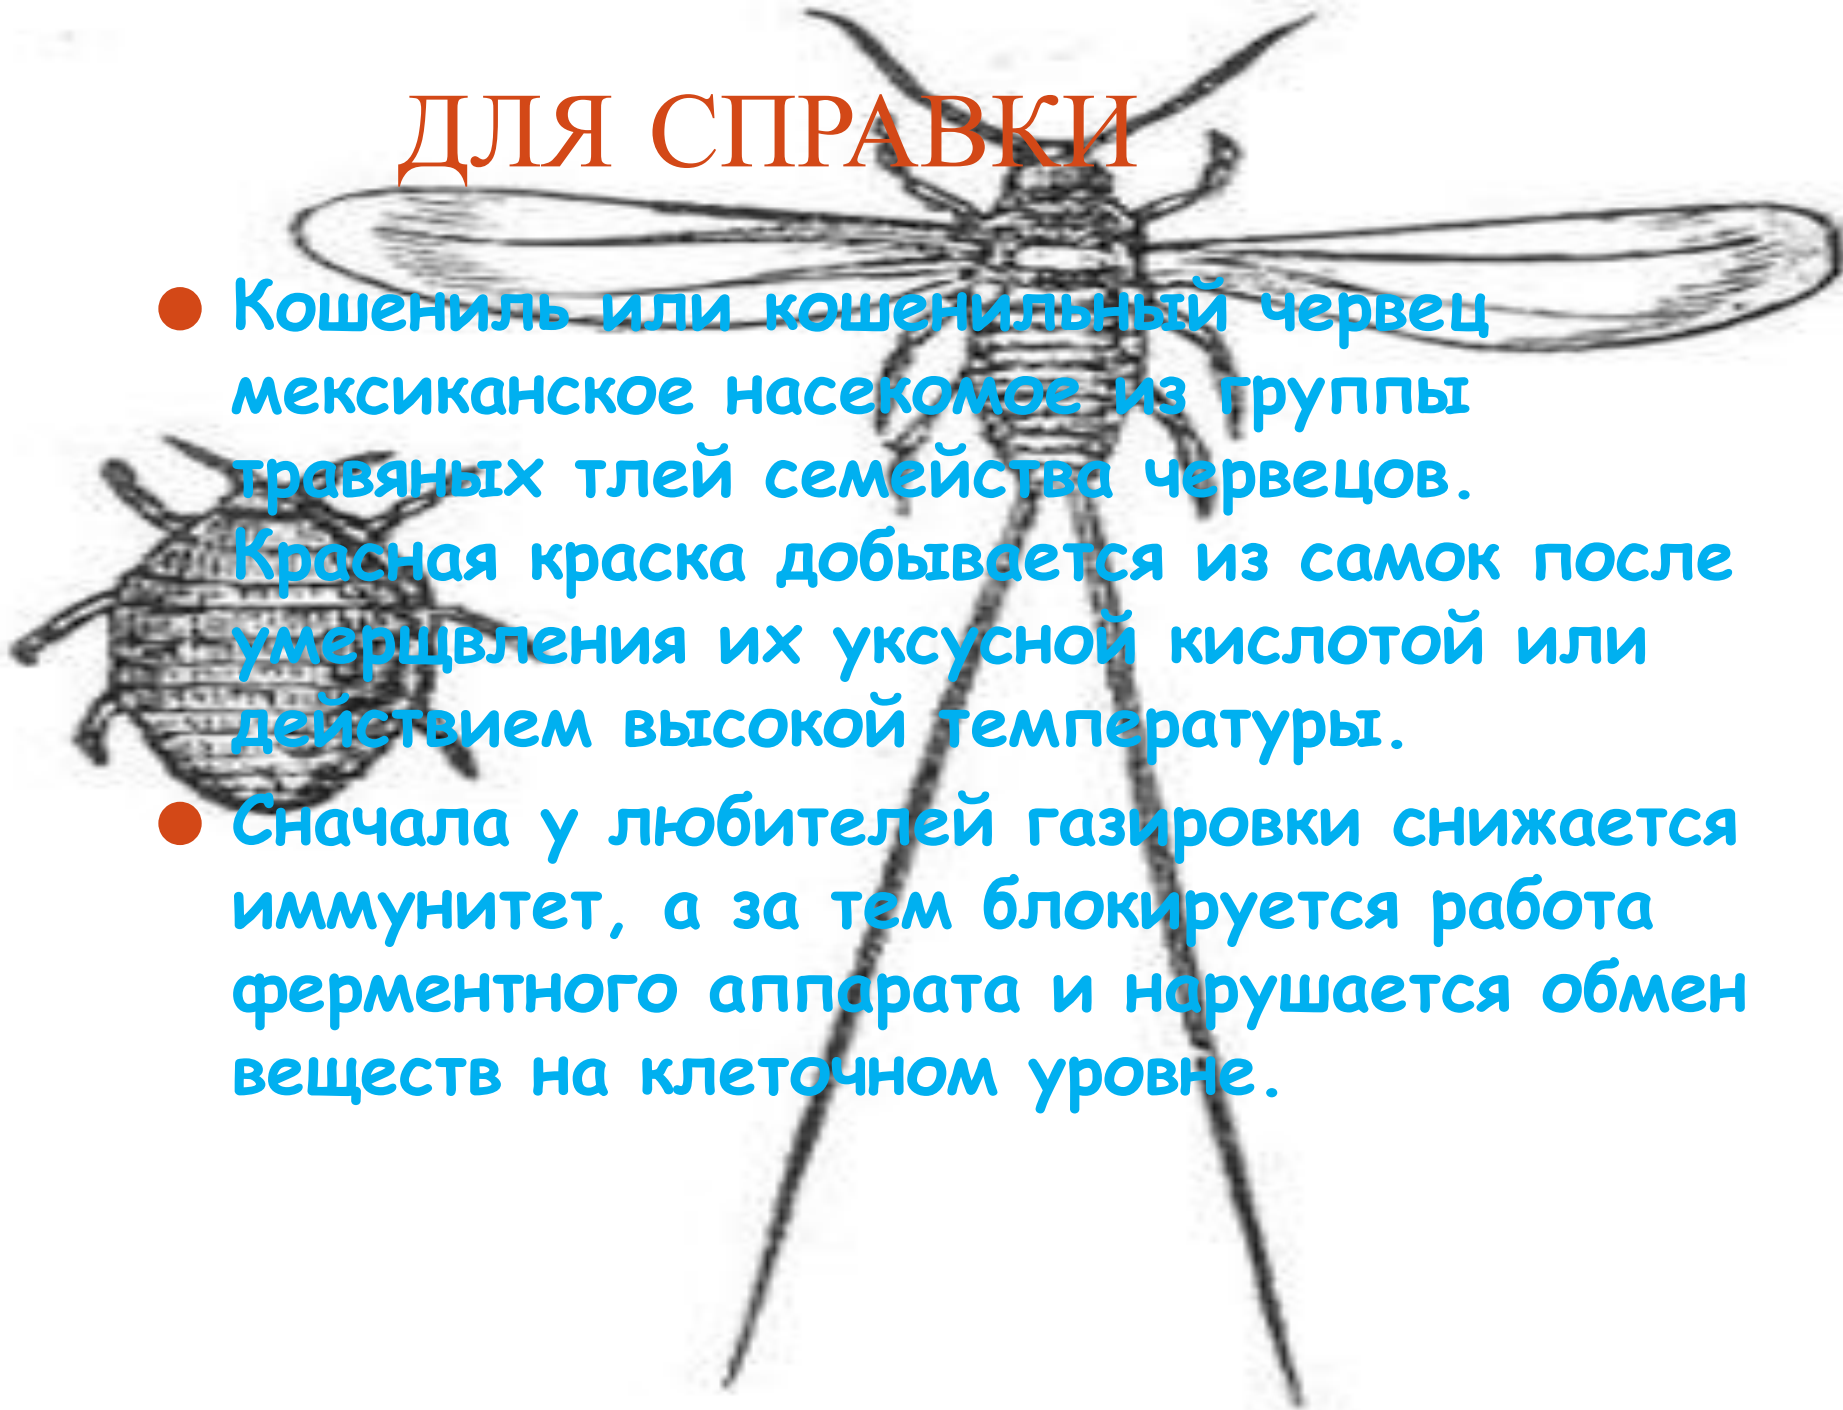 ДЛЯ СПРАВКИ
● Кошениль или кошенильный червец
мексиканское насекомое из группы
травяных тлей семейства червецов.
Красная краска добывается из самок после
умерщвления их уксусной кислотой или
действием высокой температуры.
● Сначала у любителей газировки снижается
иммунитет, а за тем блокируется работа
ферментного аппарата и нарушается обмен
веществ на клеточном уровне.